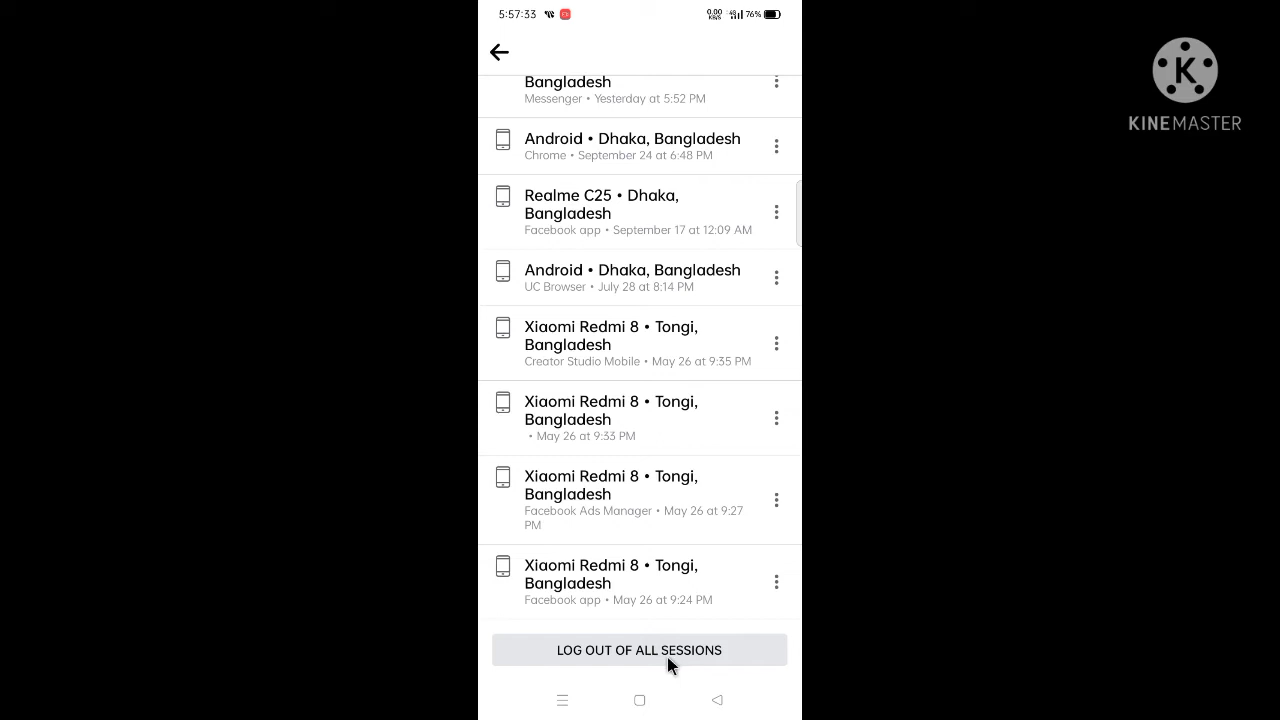 5:57:33
0.00 KB/S 4G 76%
Bangladesh
Messenger • Yesterday at 5:52 PM
Android • Dhaka, Bangladesh
Chrome • September 24 at 6:48 PM
Realme C25 • Dhaka,
Bangladesh
Facebook app • September 17 at 12:09 AM
Android • Dhaka, Bangladesh
UC Browser • July 28 at 8:14 PM
Xiaomi Redmi 8 • Tongi,
Bangladesh
Creator Studio Mobile • May 26 at 9:35 PM
Xiaomi Redmi 8 • Tongi,
Bangladesh
• May 26 at 9:33 PM
Xiaomi Redmi 8 • Tongi,
Bangladesh
Facebook Ads Manager • May 26 at 9:27
PM
Xiaomi Redmi 8 • Tongi,
Bangladesh
Facebook app • May 26 at 9:24 PM
LOG OUT OF ALL SESSIONS
K
KINEMASTER